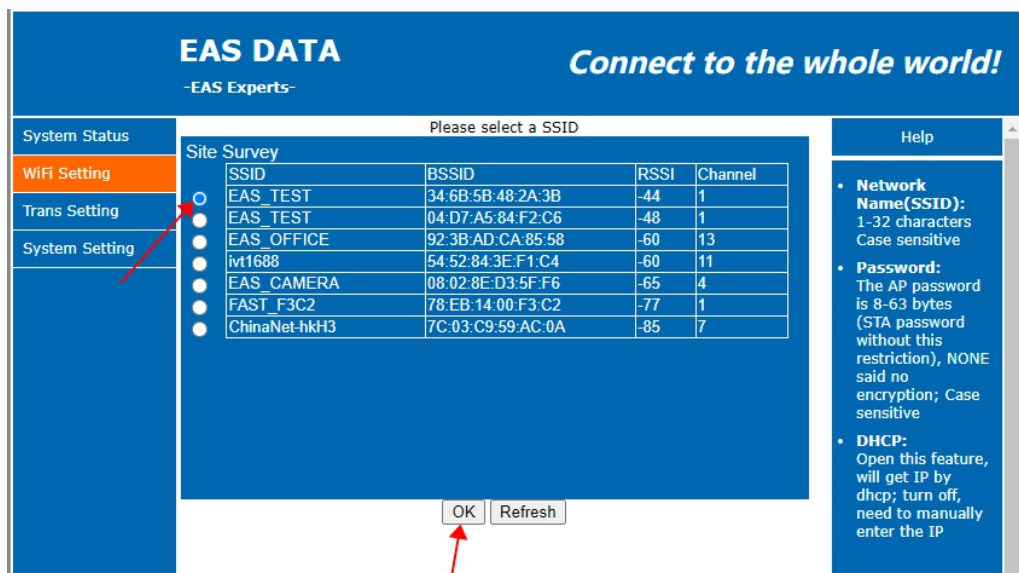 EAS DATA
-EAS Experts-
Connect to the whole world!
System Status
WiFi Setting
Trans Setting
System Setting
Please select a SSID
Site Survey
SSID BSSID RSSI Channel
EAS_TEST 34:6B:5B:48:2A:3B -44 1
EAS_TEST 04:D7:A5:84:F2:C6 -48 1
EAS_OFFICE 92:3B:AD:CA:85:58 -60 13
ivt1688 54:52:84:3E:F1:C4 -60 11
EAS_CAMERA 08:02:8E:D3:5F:F6 -65 4
FAST_F3C2 78:EB:14:00:F3:C2 -77 1
ChinaNet-hkH3 7C:03:C9:59:AC:0A -85 7
OK Refresh
Help
• Network
Name(SSID):
1-32 characters
Case sensitive
• Password:
The AP password
is 8-63 bytes
(STA password
without this
restriction), NONE
said no
encryption; Case
sensitive
• DHCP:
Open this feature,
will get IP by
dhcp; turn off,
need to manually
enter the IP